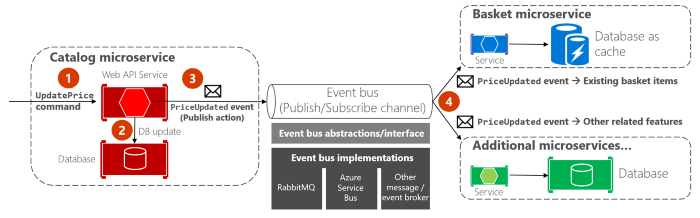 Catalog microservice
Web API Service
1
3
UpdatePrice
command
PriceUpdated event
(Publish action)
2
DB update
Database
Event bus
(Publish/Subscribe channel)
Event bus abstractions/interface
Event bus implementations
RabbitMQ
Azure
Service
Bus
Other
message /
event broker
4
Basket microservice
Service
Database as
cache
PriceUpdated event → Existing basket items
PriceUpdated event → Other related features
Additional microservices...
Service
Database